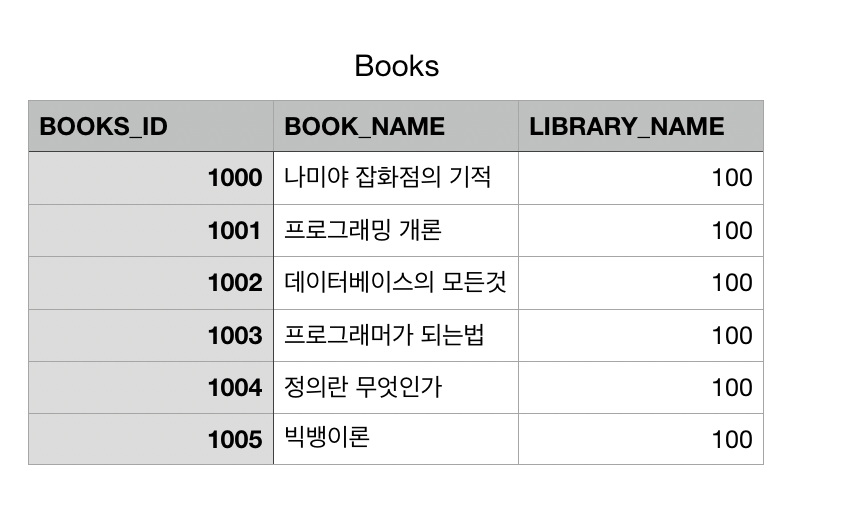 Books
BOOKS_ID BOOK_NAME LIBRARY_NAME
1000 나미야 잡화점의 기적 100
1001 프로그래밍 개론 100
1002 데이터베이스의 모든것 100
1003 프로그래머가 되는법 100
1004 정의란 무엇인가 100
1005 빅뱅이론 100